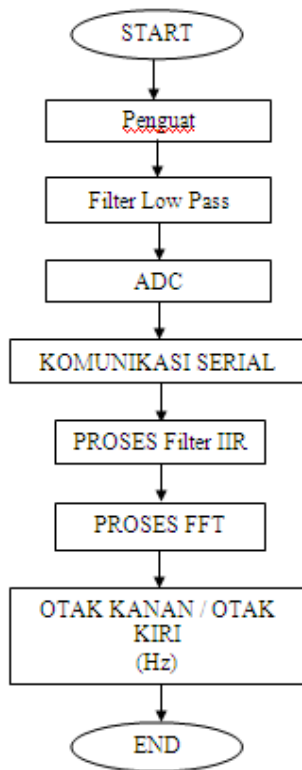 START
Penguat
Filter Low Pass
ADC
KOMUNIKASI SERIAL
PROSES Filter IIR
PROSES FFT
OTAK KANAN / OTAK
KIRI
(Hz)
END